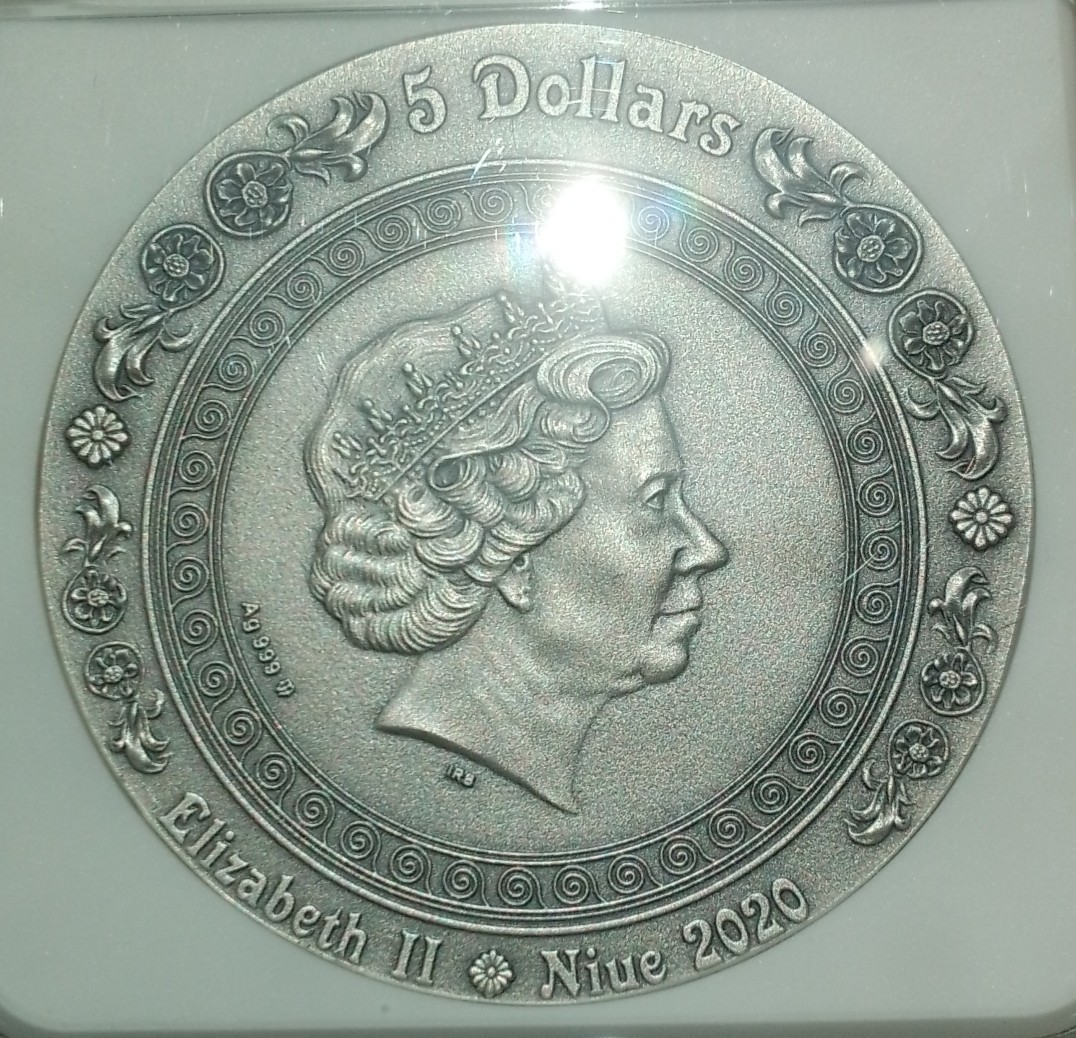 5 Dollars
Ag 999
IRB
Elizabeth II Niue 2020